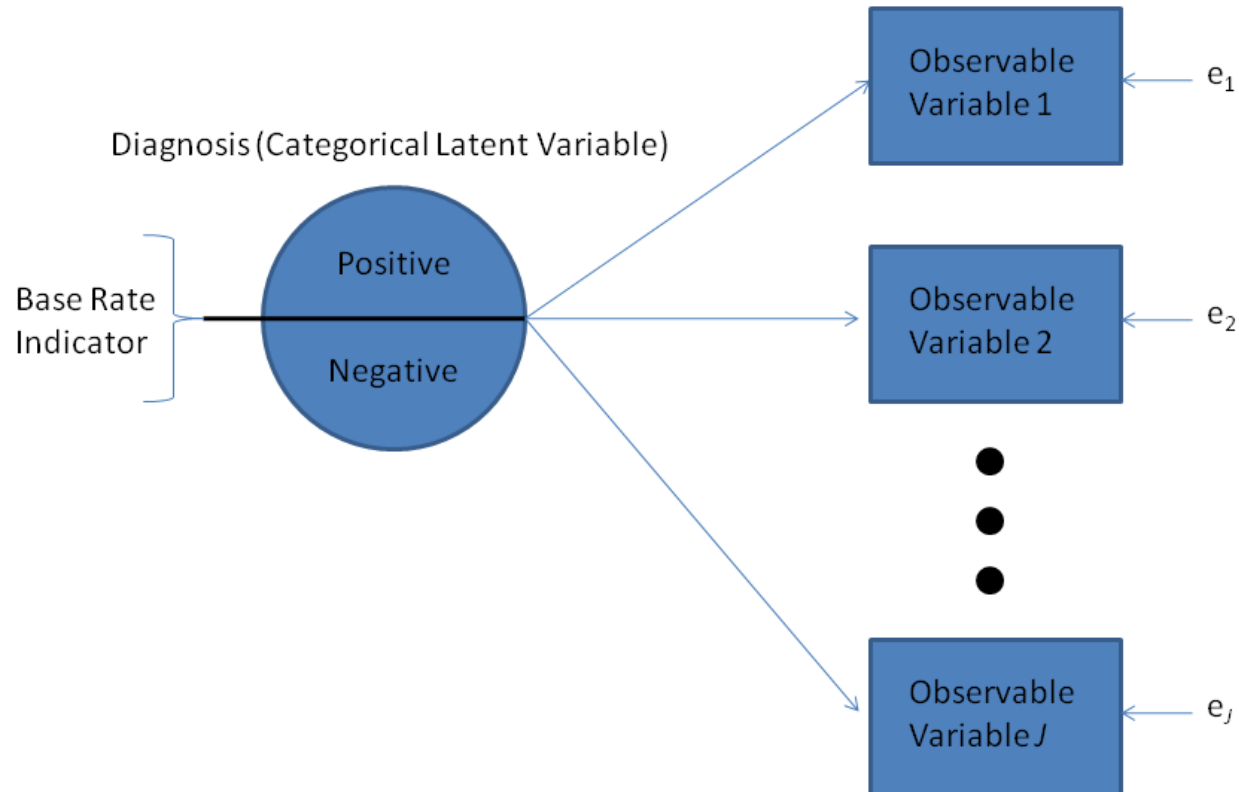 Observable
Variable 1
e1
Diagnosis (Categorical Latent Variable)
Positive
Base Rate
Indicator
Negative
Observable
Variable 2
e2
Observable
Variable J
eJ